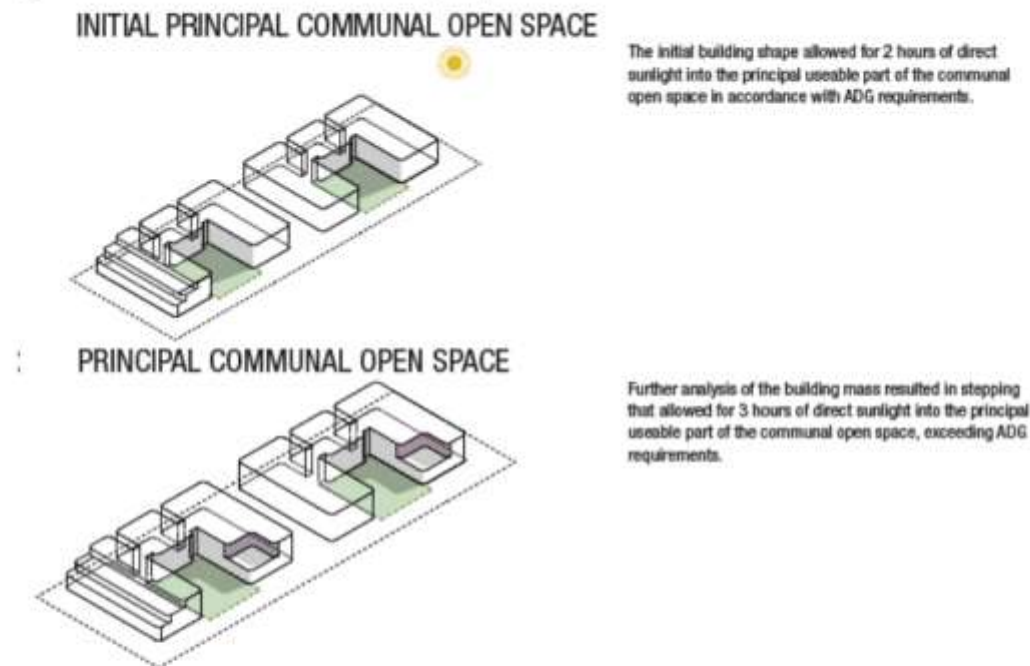 INITIAL PRINCIPAL COMMUNAL OPEN SPACE
The initial building shape allowed for 2 hours of direct
sunlight into the principal useable part of the communal
open space in accordance with ADG requirements.
PRINCIPAL COMMUNAL OPEN SPACE
Further analysis of the building mass resulted in stepping
that allowed for 3 hours of direct sunlight into the principal
useable part of the communal open space, exceeding ADG
requirements.